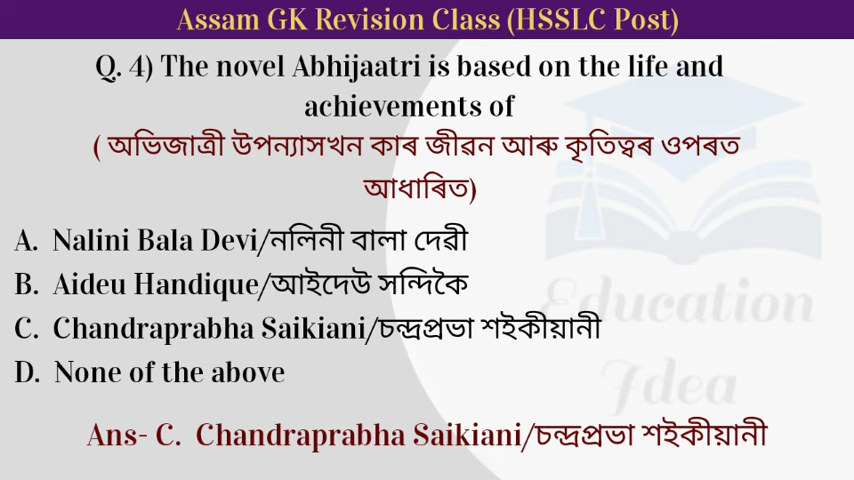 Assam GK Revision Class (HSSLC Post)
Q. 4) The novel Abhijaatri is based on the life and
achievements of
( অভিজাত্ৰী উপন্যাসখন কাৰ জীৱন আৰু কৃতিত্বৰ ওপৰত
আধাৰিত)
A. Nalini Bala Devi/নলিনী বালা দেৱী
B. Aideu Handique/আইদেউ সন্দিকৈ
C. Chandraprabha Saikiani/চন্দ্ৰপ্ৰভা শইকীয়ানী
D. None of the above
Ans- C. Chandraprabha Saikiani/চন্দ্ৰপ্ৰভা শইকীয়ানী
Education
Idea